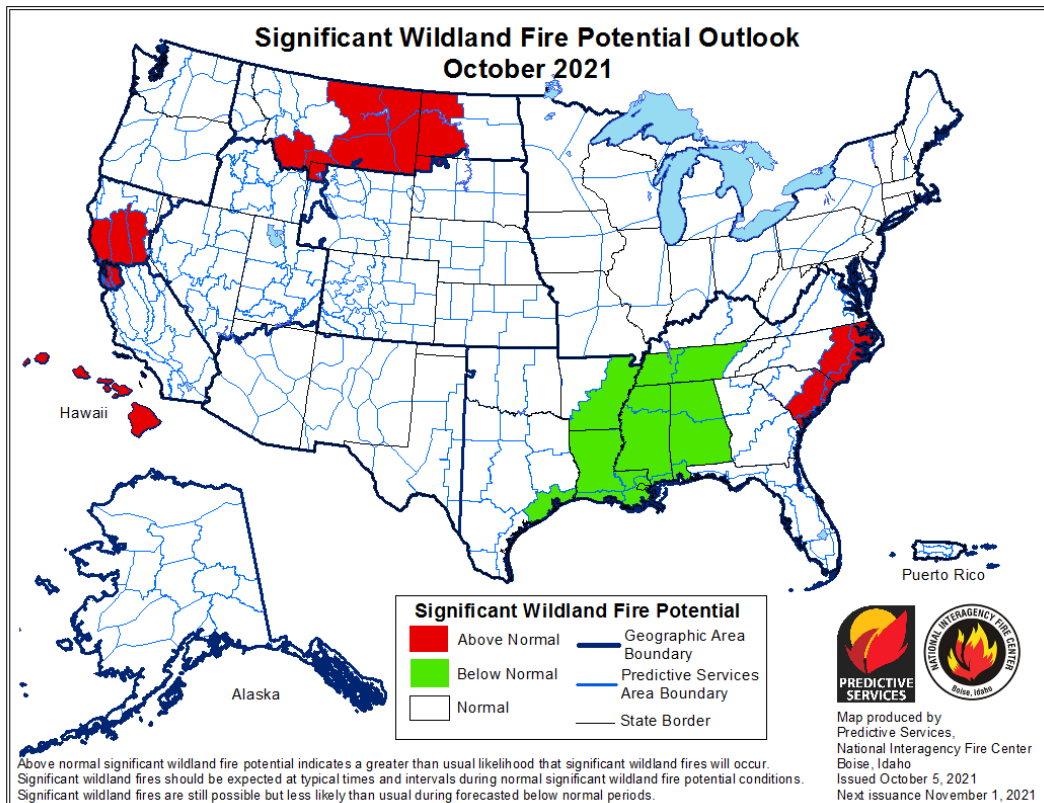 Significant Wildland Fire Potential Outlook
October 2021
Hawaii
Alaska
Puerto Rico
Significant Wildland Fire Potential
Above Normal
Below Normal
Normal
Geographic Area
Boundary
Predictive Services
Area Boundary
State Border
PREDICTIVE
SERVICES
NATIONAL INTERAGENCY FIRE CENTER
Boise, Idaho
Map produced by
Predictive Services,
National Interagency Fire Center
Boise, Idaho
Issued October 5, 2021
Next issuance November 1, 2021
Above normal significant wildland fire potential indicates a greater than usual likelihood that significant wildland fires will occur.
Significant wildland fires should be expected at typical times and intervals during normal significant wildland fire potential conditions.
Significant wildland fires are still possible but less likely than usual during forecasted below normal periods.